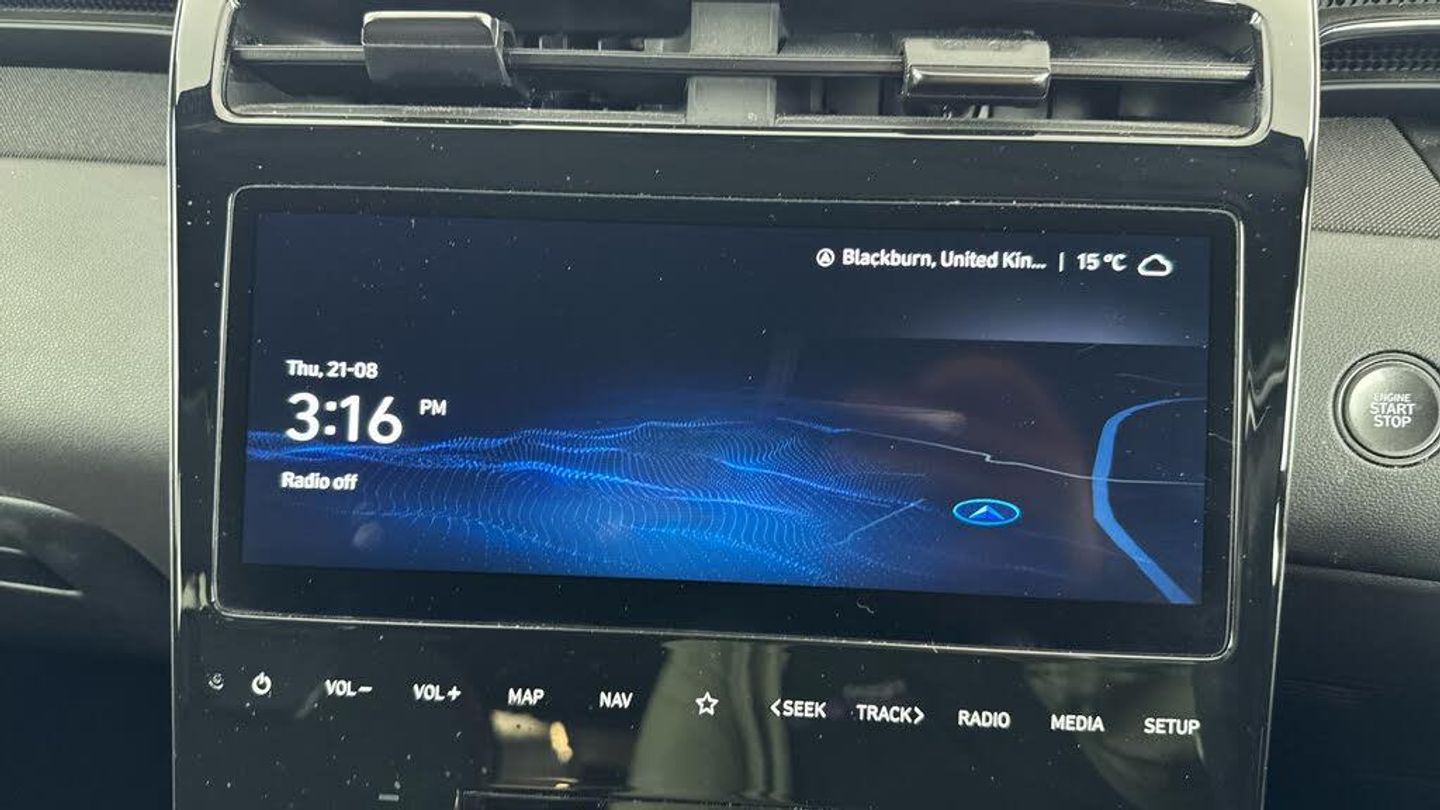 Blackburn, United Kin... | 15 °C
Thu, 21-08
3:16 PM
Radio off
ENGINE
START
STOP
VOL− VOL+ MAP NAV <SEEK TRACK> RADIO MEDIA SETUP